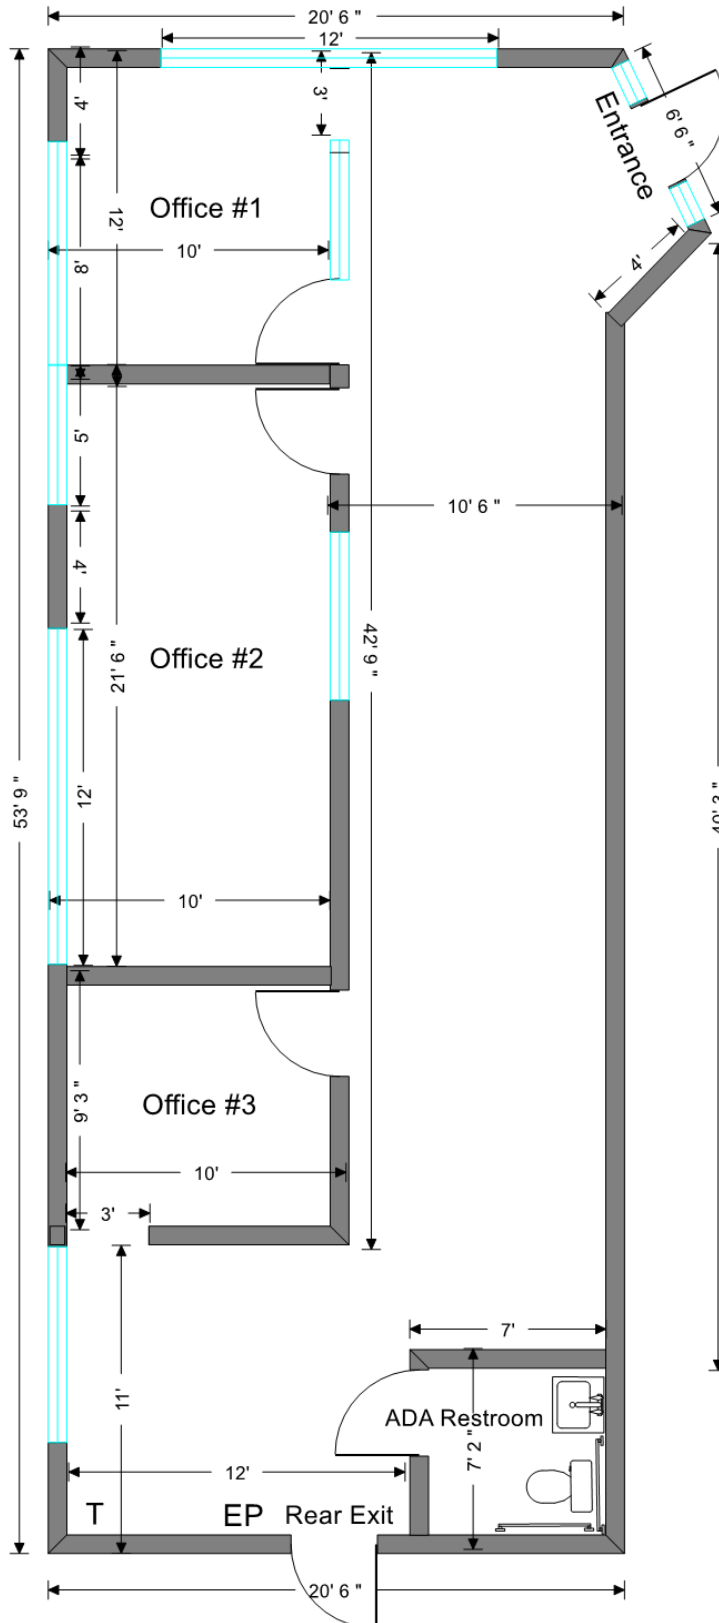 20' 6 "
12'
3'
4'
6' 6 "
Entrance
Office #1
12'
10'
8'
4'
5'
10' 6 "
4'
42' 9 "
Office #2
21' 6 "
12'
53' 9 "
10'
9' 3 "
Office #3
10'
3'
7'
11'
ADA Restroom
7' 2 "
12'
T
EP
Rear Exit
20' 6 "